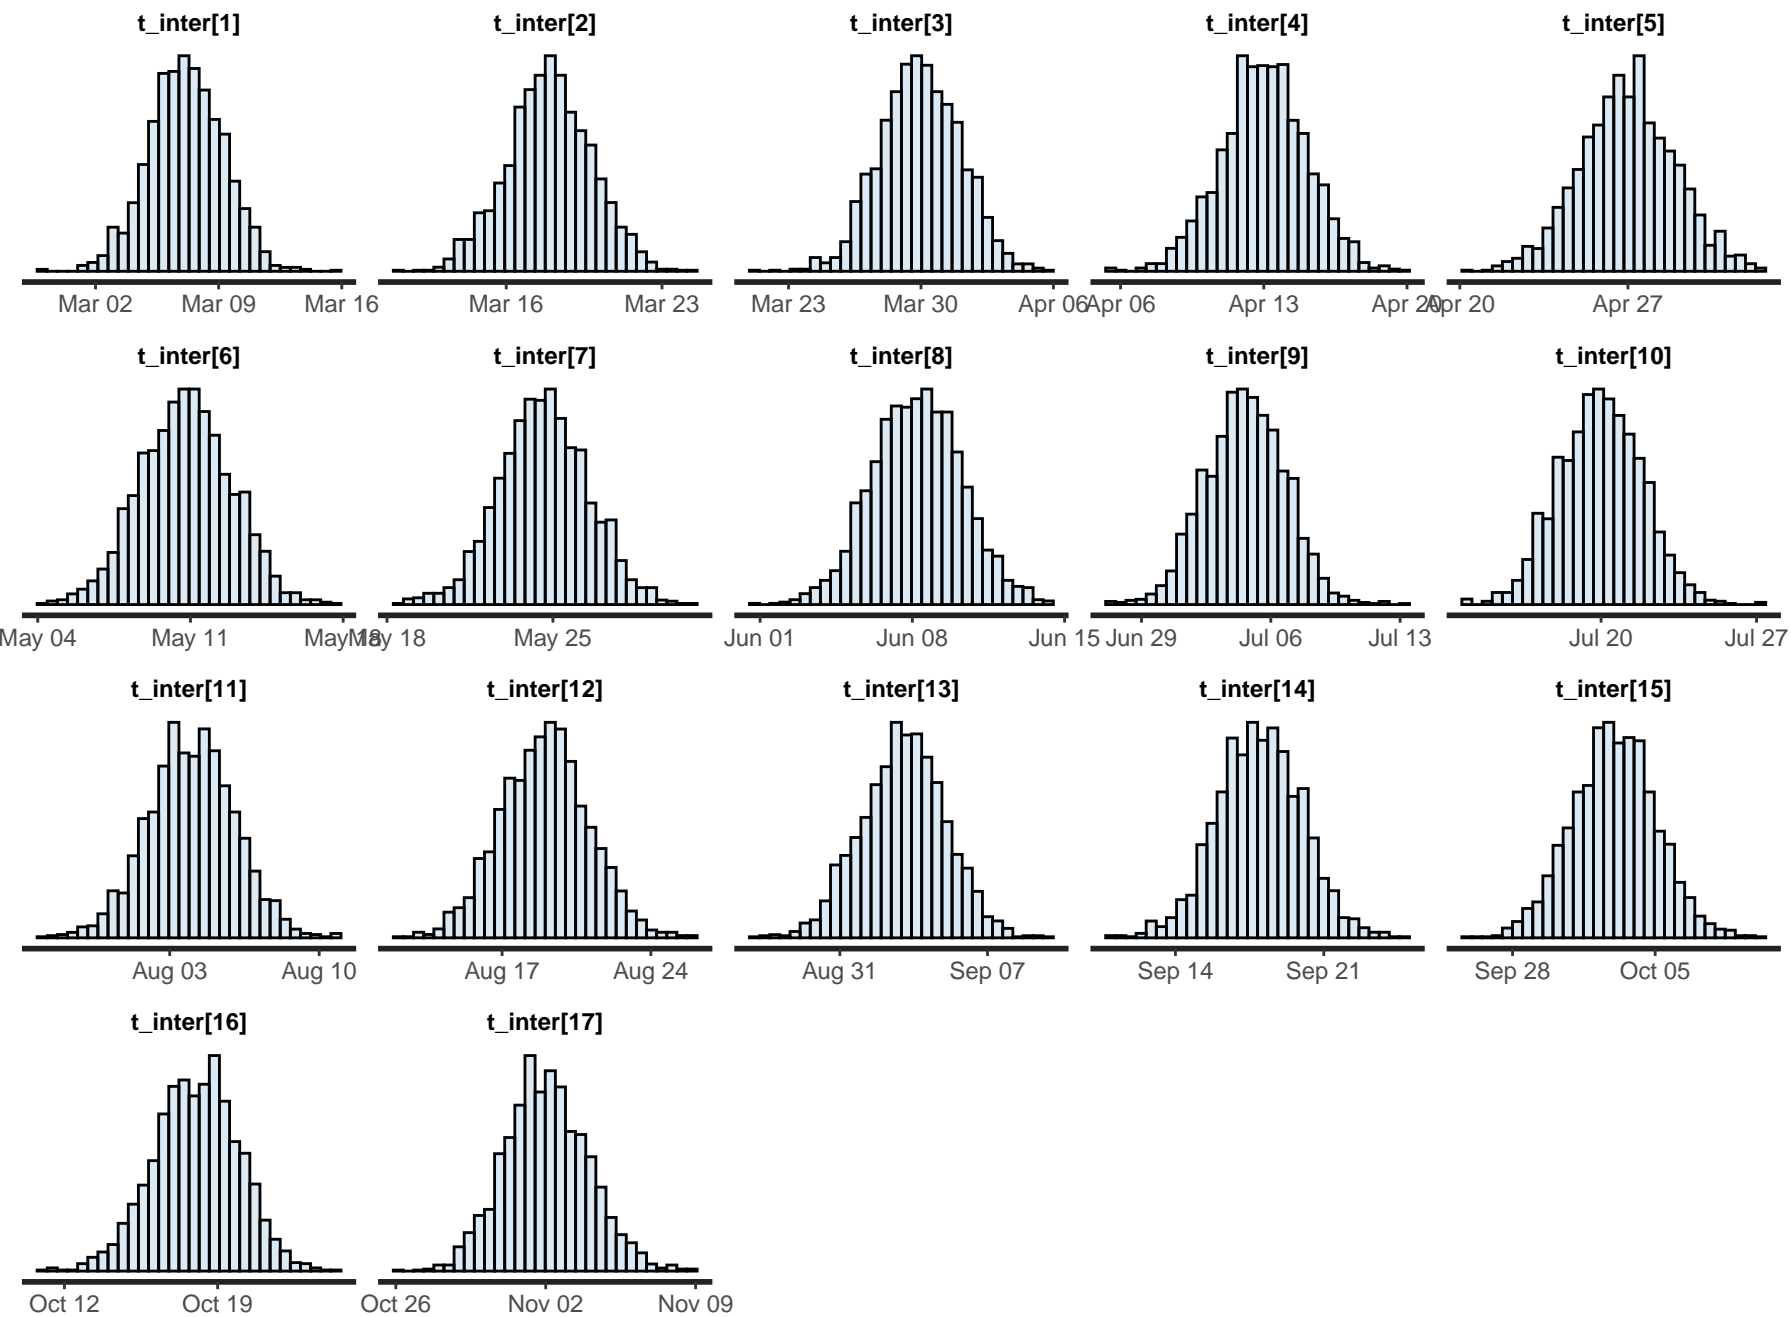 t_inter[1] t_inter[2] t_inter[3] t_inter[4] t_inter[5]
Mar 02 Mar 09 Mar 16 Mar 16 Mar 23 Mar 23 Mar 30 Apr 06 Apr 06 Apr 13 Apr 20 Apr 20 Apr 27
t_inter[6] t_inter[7] t_inter[8] t_inter[9] t_inter[10]
May 04 May 11 May 18 May 18 May 25 Jun 01 Jun 08 Jun 15 Jun 29 Jul 06 Jul 13 Jul 20 Jul 27
t_inter[11] t_inter[12] t_inter[13] t_inter[14] t_inter[15]
Aug 03 Aug 10 Aug 17 Aug 24 Aug 31 Sep 07 Sep 14 Sep 21 Sep 28 Oct 05
t_inter[16] t_inter[17]
Oct 12 Oct 19 Oct 26 Nov 02 Nov 09